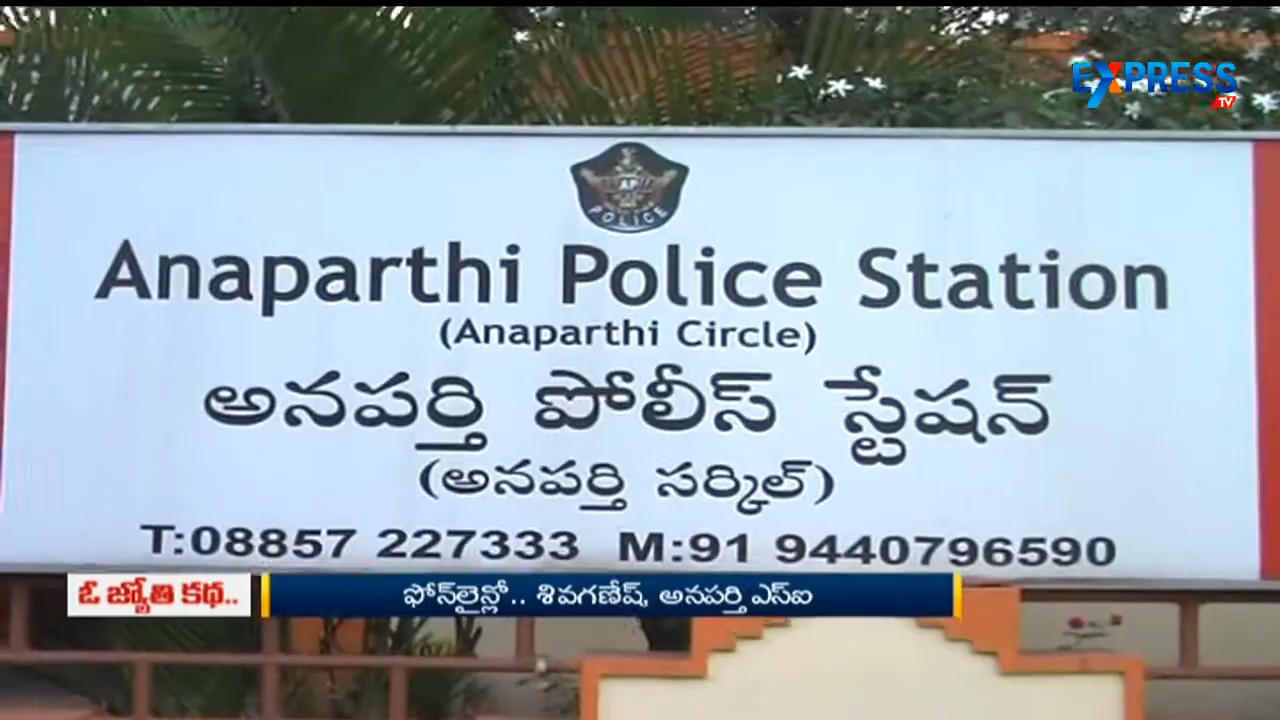 EXPRESS
TV
AP
POLICE
Anaparthi Police Station
(Anaparthi Circle)
అనపర్తి పోలీస్ స్టేషన్
(అనపర్తి సర్కిల్)
T:08857 227333 M:91 9440796590
ఓ జ్యోతి కథ.. ఫోన్‌లైన్లో.. శివగణేష్, అనపర్తి ఎస్ఐ